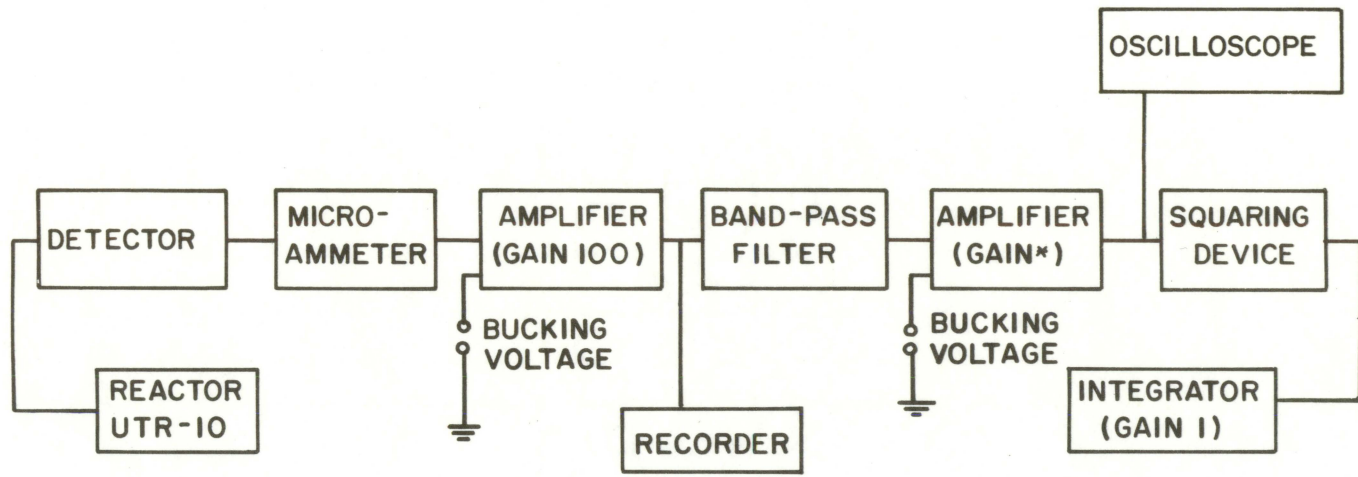 OSCILLOSCOPE
DETECTOR
MICRO-
AMMETER
AMPLIFIER
(GAIN 100)
BAND-PASS
FILTER
AMPLIFIER
(GAIN*)
SQUARING
DEVICE
BUCKING
VOLTAGE
BUCKING
VOLTAGE
REACTOR
UTR-10
RECORDER
INTEGRATOR
(GAIN 1)